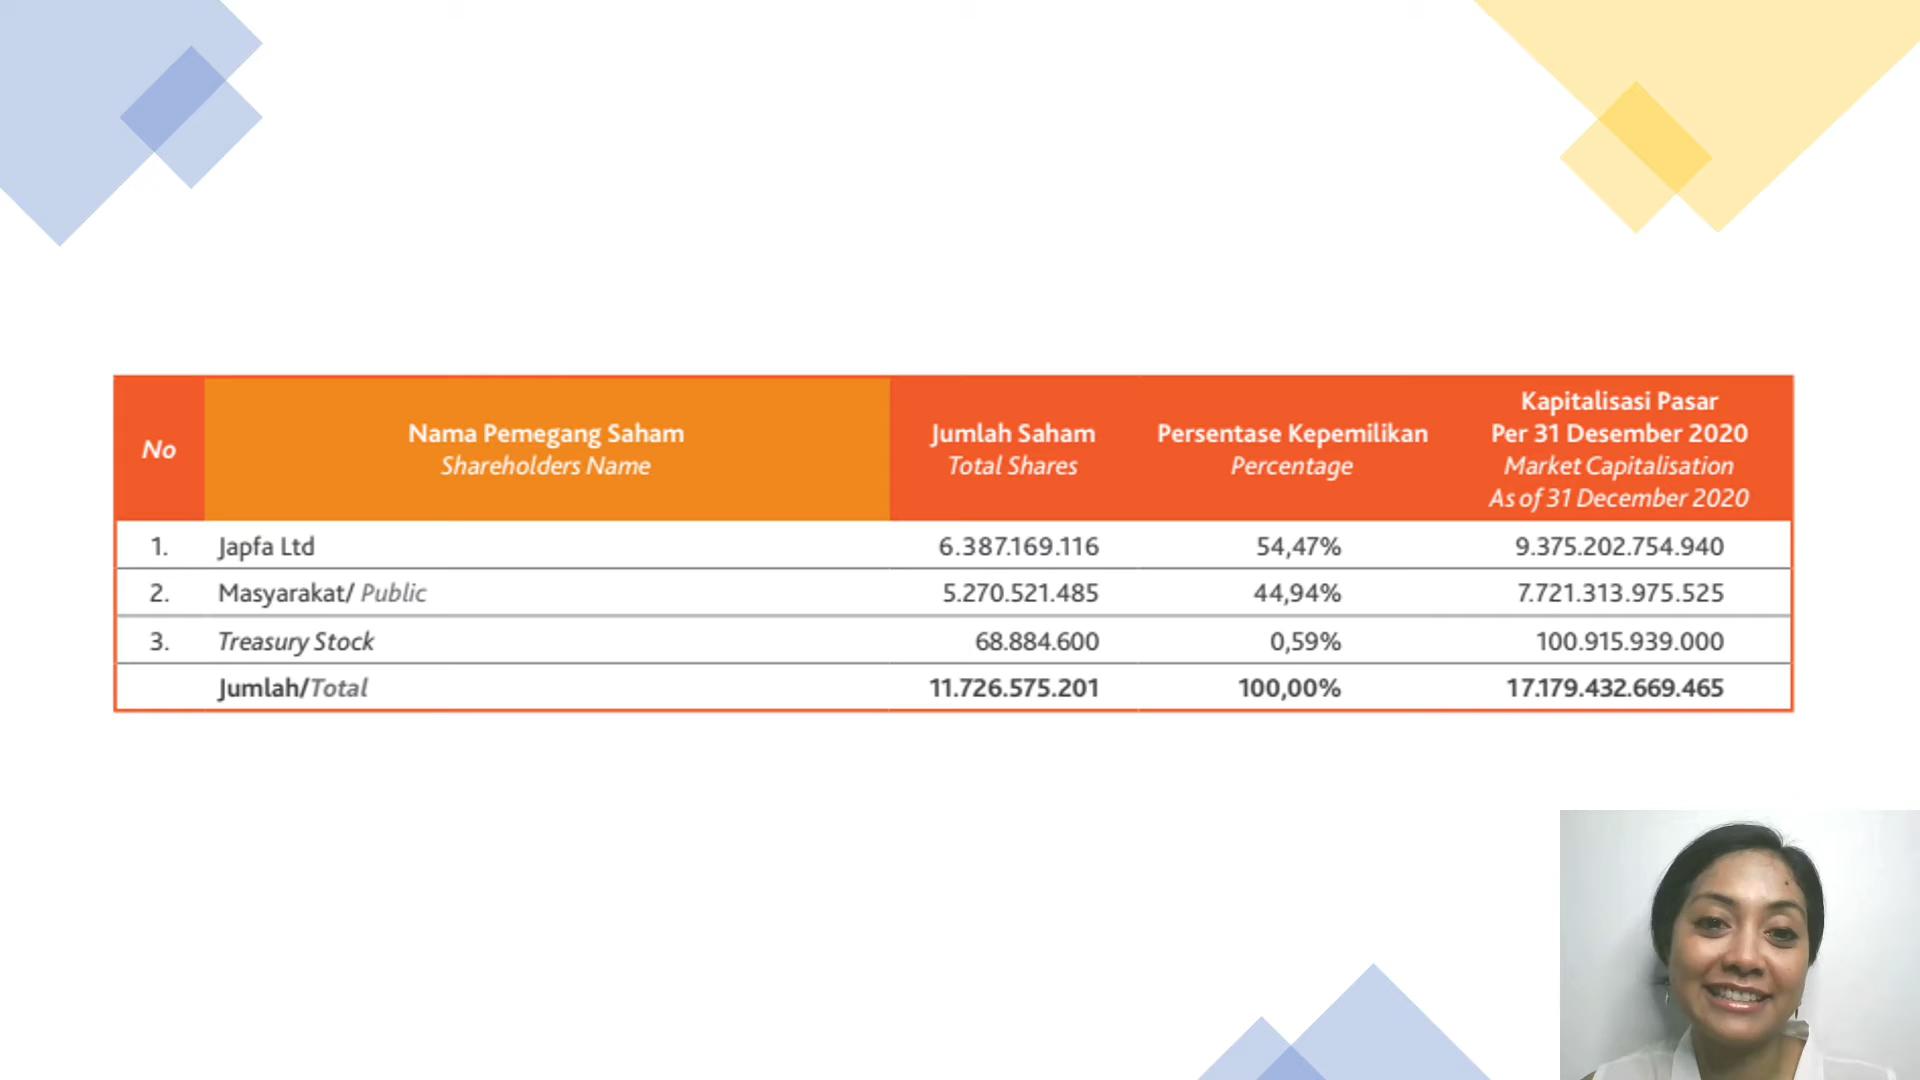 No
Nama Pemegang Saham
Shareholders Name
Jumlah Saham
Total Shares
Persentase Kepemilikan
Percentage
Kapitalisasi Pasar
Per 31 Desember 2020
Market Capitalisation
As of 31 December 2020
1. Japfa Ltd 6.387.169.116 54,47% 9.375.202.754.940
2. Masyarakat/ Public 5.270.521.485 44,94% 7.721.313.975.525
3. Treasury Stock 68.884.600 0,59% 100.915.939.000
Jumlah/Total 11.726.575.201 100,00% 17.179.432.669.465